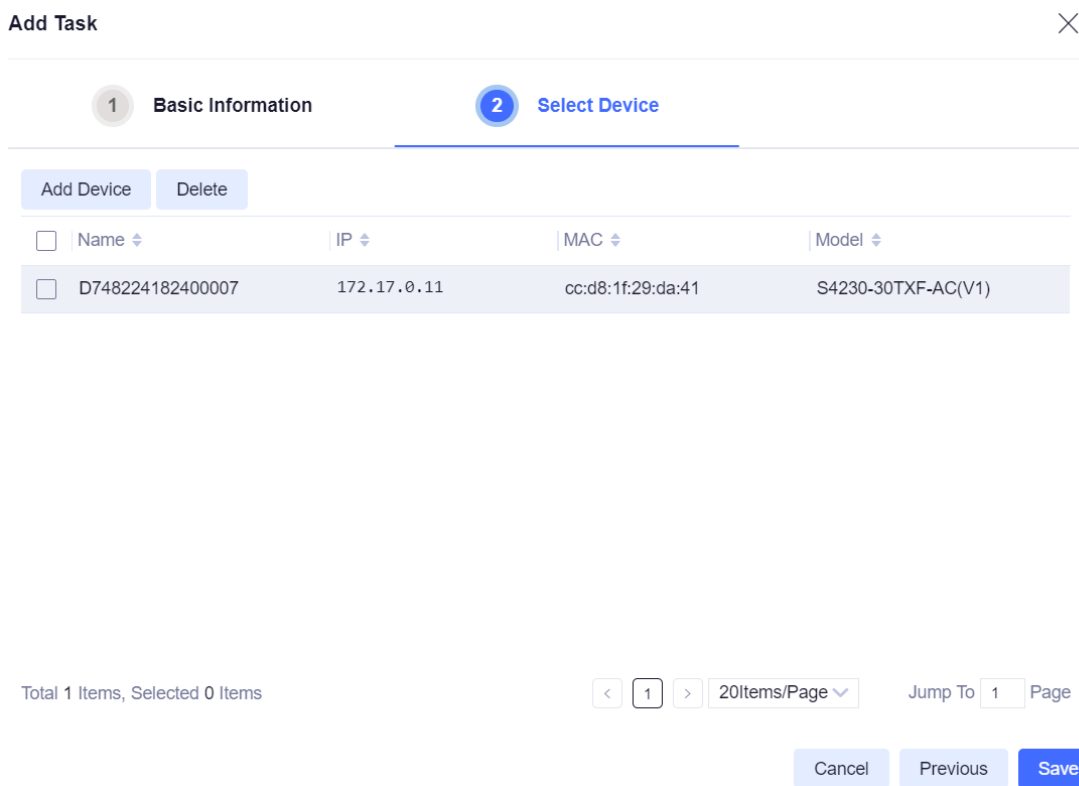 Add Task
1 Basic Information 2 Select Device
Add Device Delete
Name IP MAC Model
D748224182400007 172.17.0.11 cc:d8:1f:29:da:41 S4230-30TXF-AC(V1)
Total 1 Items, Selected 0 Items < 1 > 20Items/Page Jump To 1 Page
Cancel Previous Save